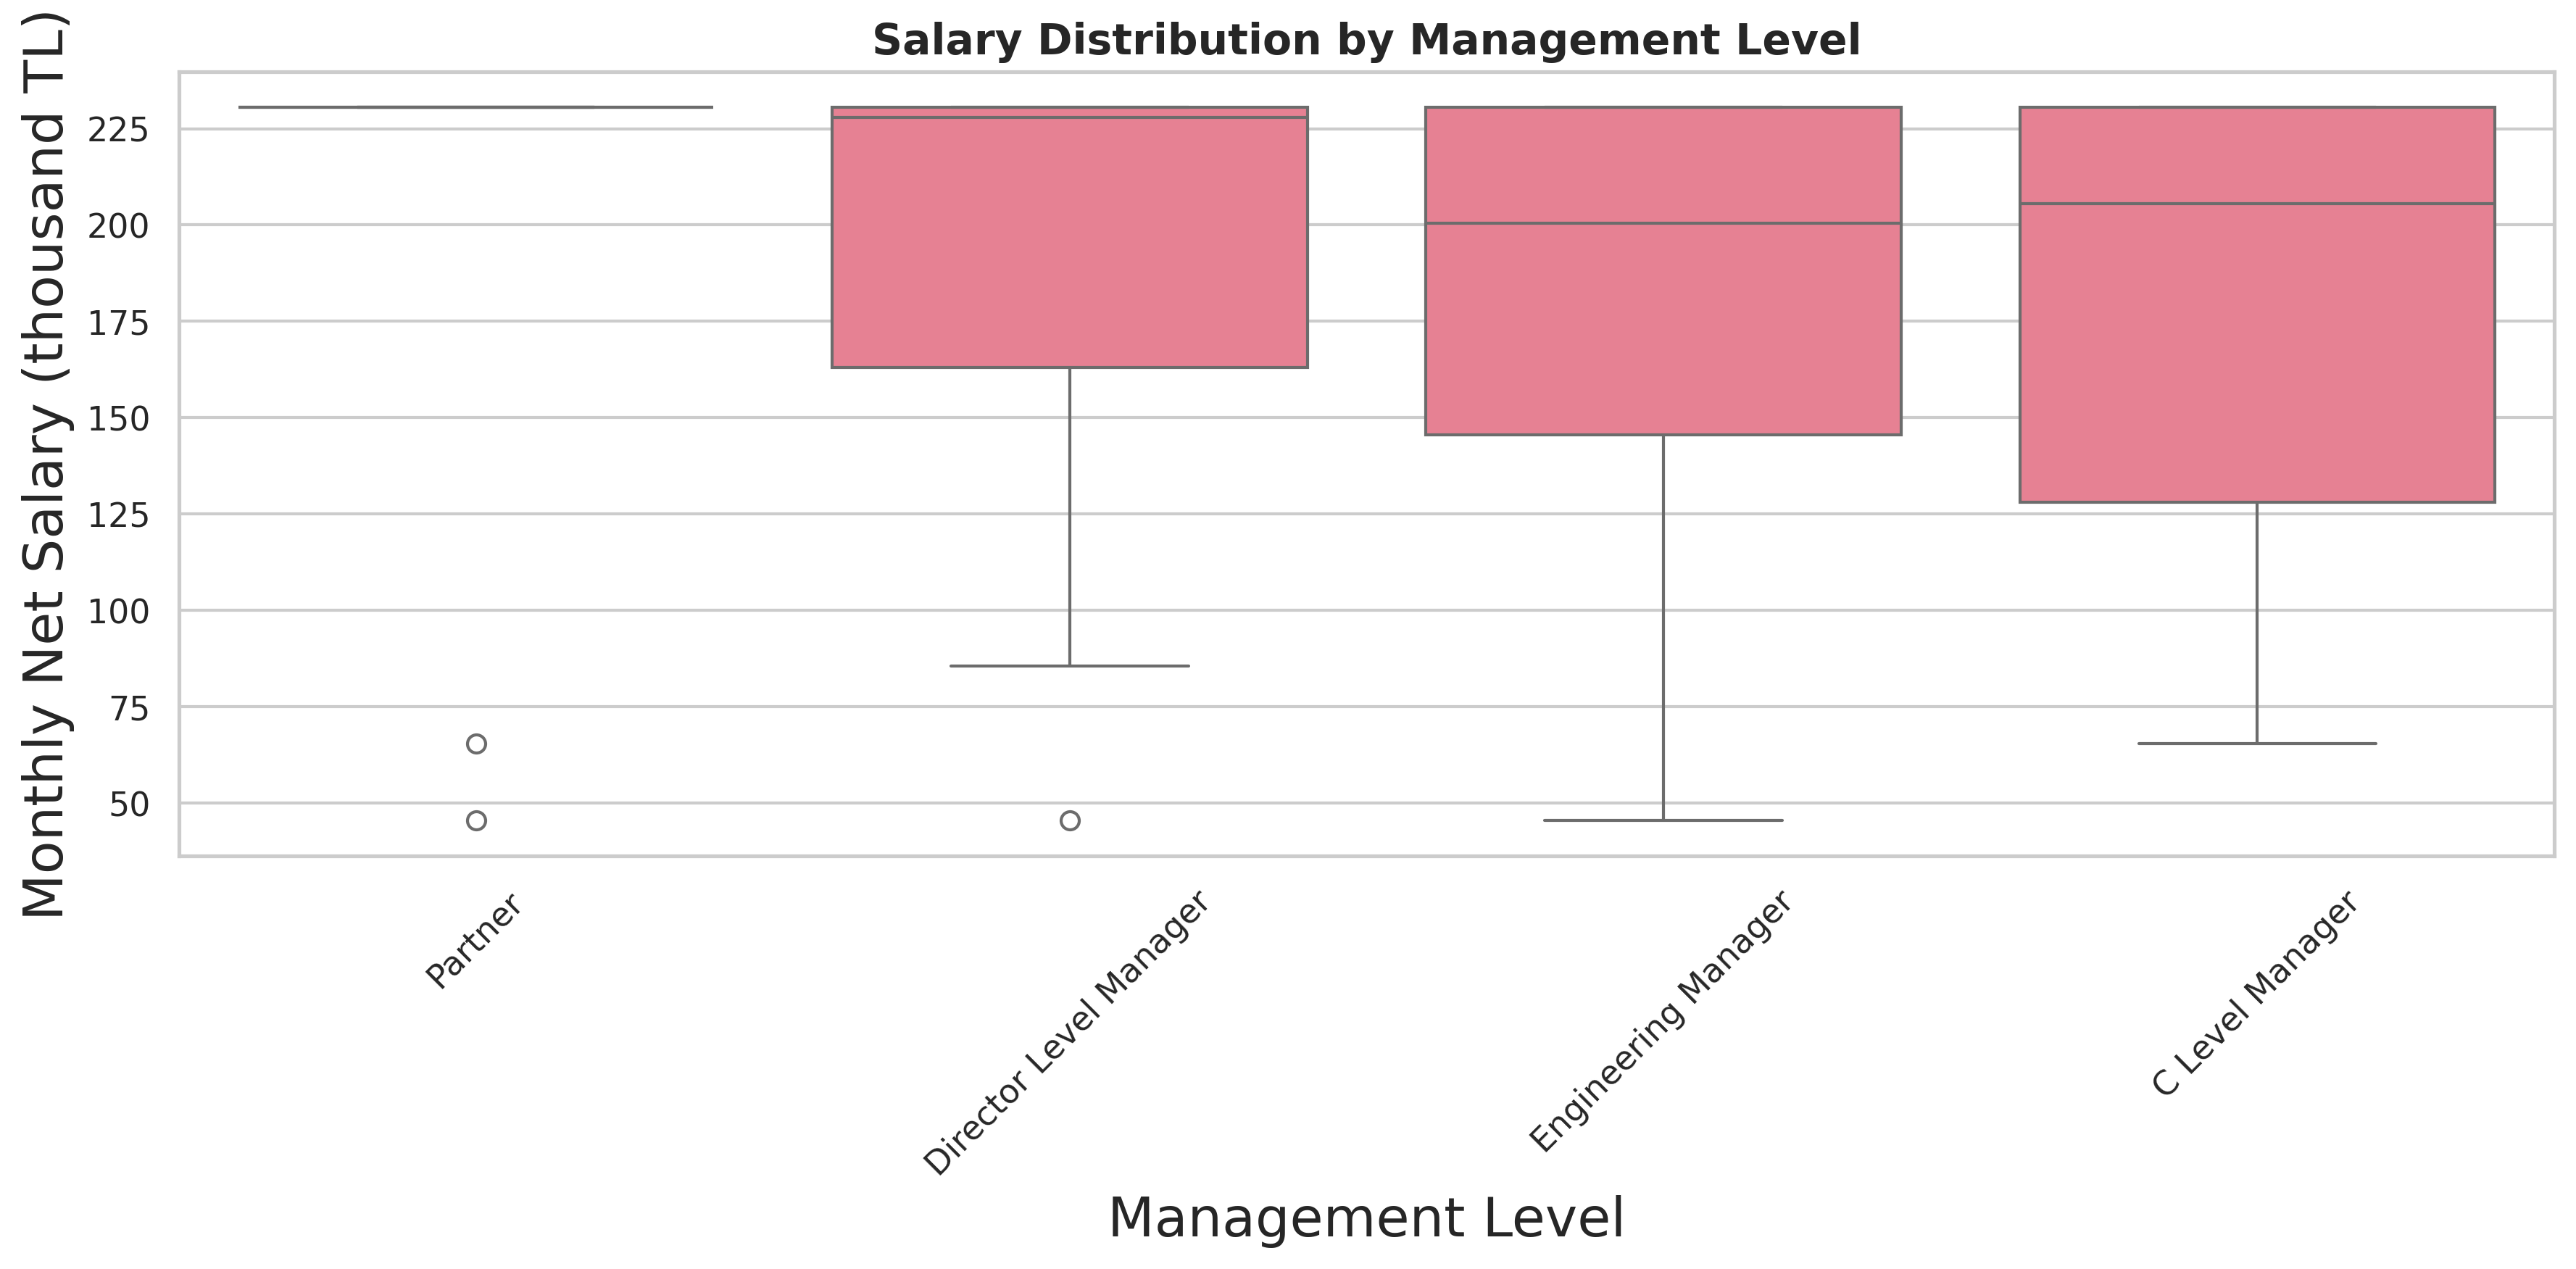 Salary Distribution by Management Level
Monthly Net Salary (thousand TL)
225
200
175
150
125
100
75
50
Partner
Director Level Manager
Engineering Manager
C Level Manager
Management Level